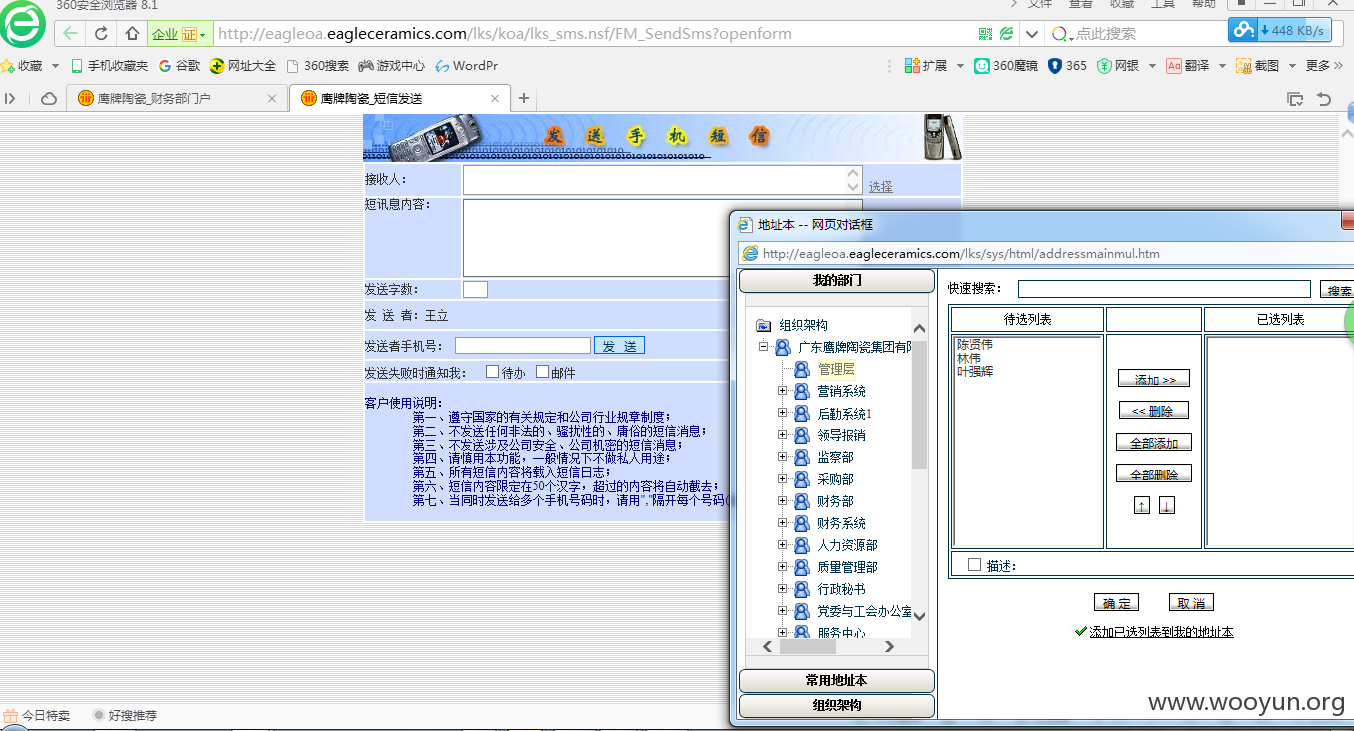 360安全浏览器 8.1
文件 查看 收藏 工具 帮助
企业 证 http://eagleoa.eagleceramics.com/lks/koa/lks_sms.nsf/FM_SendSms?openform 点此搜索 448 KB/s
收藏 手机收藏夹 谷歌 网址大全 360搜索 游戏中心 WordPr 扩展 360魔镜 365 网银 Aa 翻译 截图 更多 »
鹰牌陶瓷_财务部门户 鹰牌陶瓷_短信发送
发送手机短信
接收人： 选择
短讯息内容：
发送字数：
发 送 者：王立
发送者手机号： 发 送
发送失败时通知我： 待办 邮件
客户使用说明：
第一、遵守国家的有关规定和公司行业规章制度；
第二、不发送任何非法的、骚扰性的、庸俗的短信消息；
第三、不发送涉及公司安全、公司机密的短信消息；
第四、请慎用本功能，一般情况下不做私人用途；
第五、所有短信内容将载入短信日志；
第六、短信内容限定在50个汉字，超过的内容将自动截去；
第七、当同时发送给多个手机号码时，请用","隔开每个号码(
地址本 -- 网页对话框
http://eagleoa.eagleceramics.com/lks/sys/html/addressmainmul.htm
我的部门
组织架构
广东鹰牌陶瓷集团有限
管理层
营销系统
后勤系统1
领导报销
监察部
采购部
财务部
财务系统
人力资源部
质量管理部
行政秘书
党委与工会办公室
服务中心
常用地址本
组织架构
快速搜索： 搜索
待选列表 已选列表
陈贤伟
林伟
叶强辉
添加 >>
<< 删除
全部添加
全部删除
↑ ↓
描述：
确 定 取 消
添加已选列表到我的地址本
今日特卖 好搜推荐
www.wooyun.org